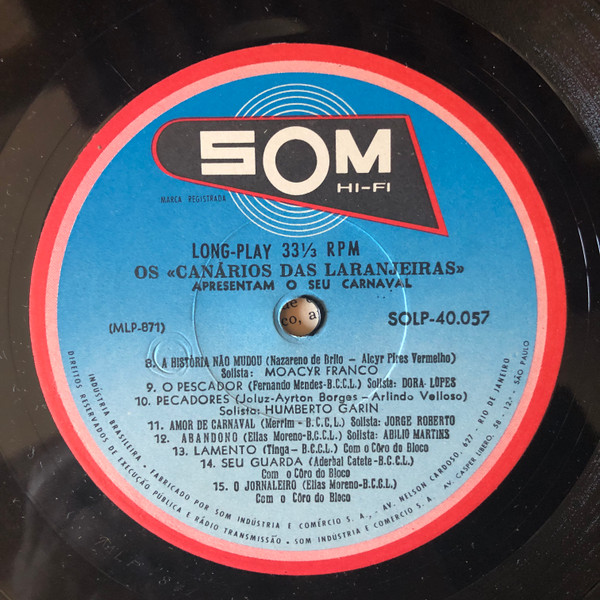 SOM
HI-FI
MARCA REGISTRADA
LONG-PLAY 33⅓ RPM
OS «CANÁRIOS DAS LARANJEIRAS»
APRESENTAM O SEU CARNAVAL
(MLP-871)
SOLP-40.057
8. A HISTÓRIA NÃO MUDOU (Nazareno de Brito - Alcyr Pires Vermelho)
Solista: MOACYR FRANCO
9. O PESCADOR (Fernando Mendez-B.C.C.L.) Solista: DORA LOPES
10. PECADORES (Joluz-Ayrton Borges - Arlindo Velloso)
Solista: HUMBERTO GARIN
11. AMOR DE CARNAVAL (Merrim - B.C.C.L.) Solista: JORGE ROBERTO
12. ABANDONO (Elias Moreno-B.C.C.L.) Solista: ABILIO MARTINS
13. LAMENTO (Tinga - B.C.C.L.) Com o Côro do Bloco
14. SEU GUARDA (Aderbal Catete-B.C.C.L.)
Com o Côro do Bloco
15. O JORNALEIRO (Elias Moreno-B.C.C.L.)
Com o Côro do Bloco
INDÚSTRIA BRASILEIRA - FABRICADO POR SOM INDÚSTRIA E COMÉRCIO S. A., - AV. NELSON CARDOSO, 627 - RIO DE JANEIRO
DIREITOS RESERVADOS DE EXECUÇÃO PÚBLICA E RÁDIO TRANSMISSÃO - SOM INDÚSTRIA E COMÉRCIO S. A., - AV. CASPER LIBERO, 58 - 12.° - SÃO PAULO